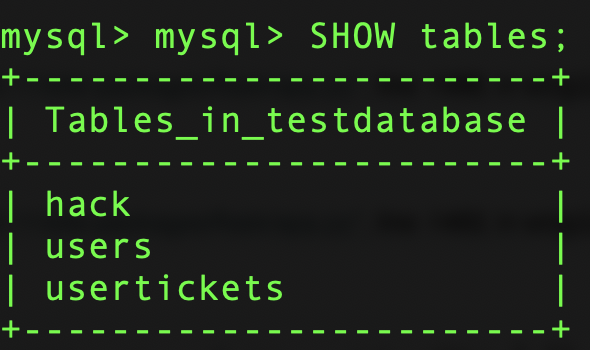 mysql> mysql> SHOW tables;
+------------------------+
| Tables_in_testdatabase |
+------------------------+
| hack                   |
| users                  |
| usertickets            |
+------------------------+